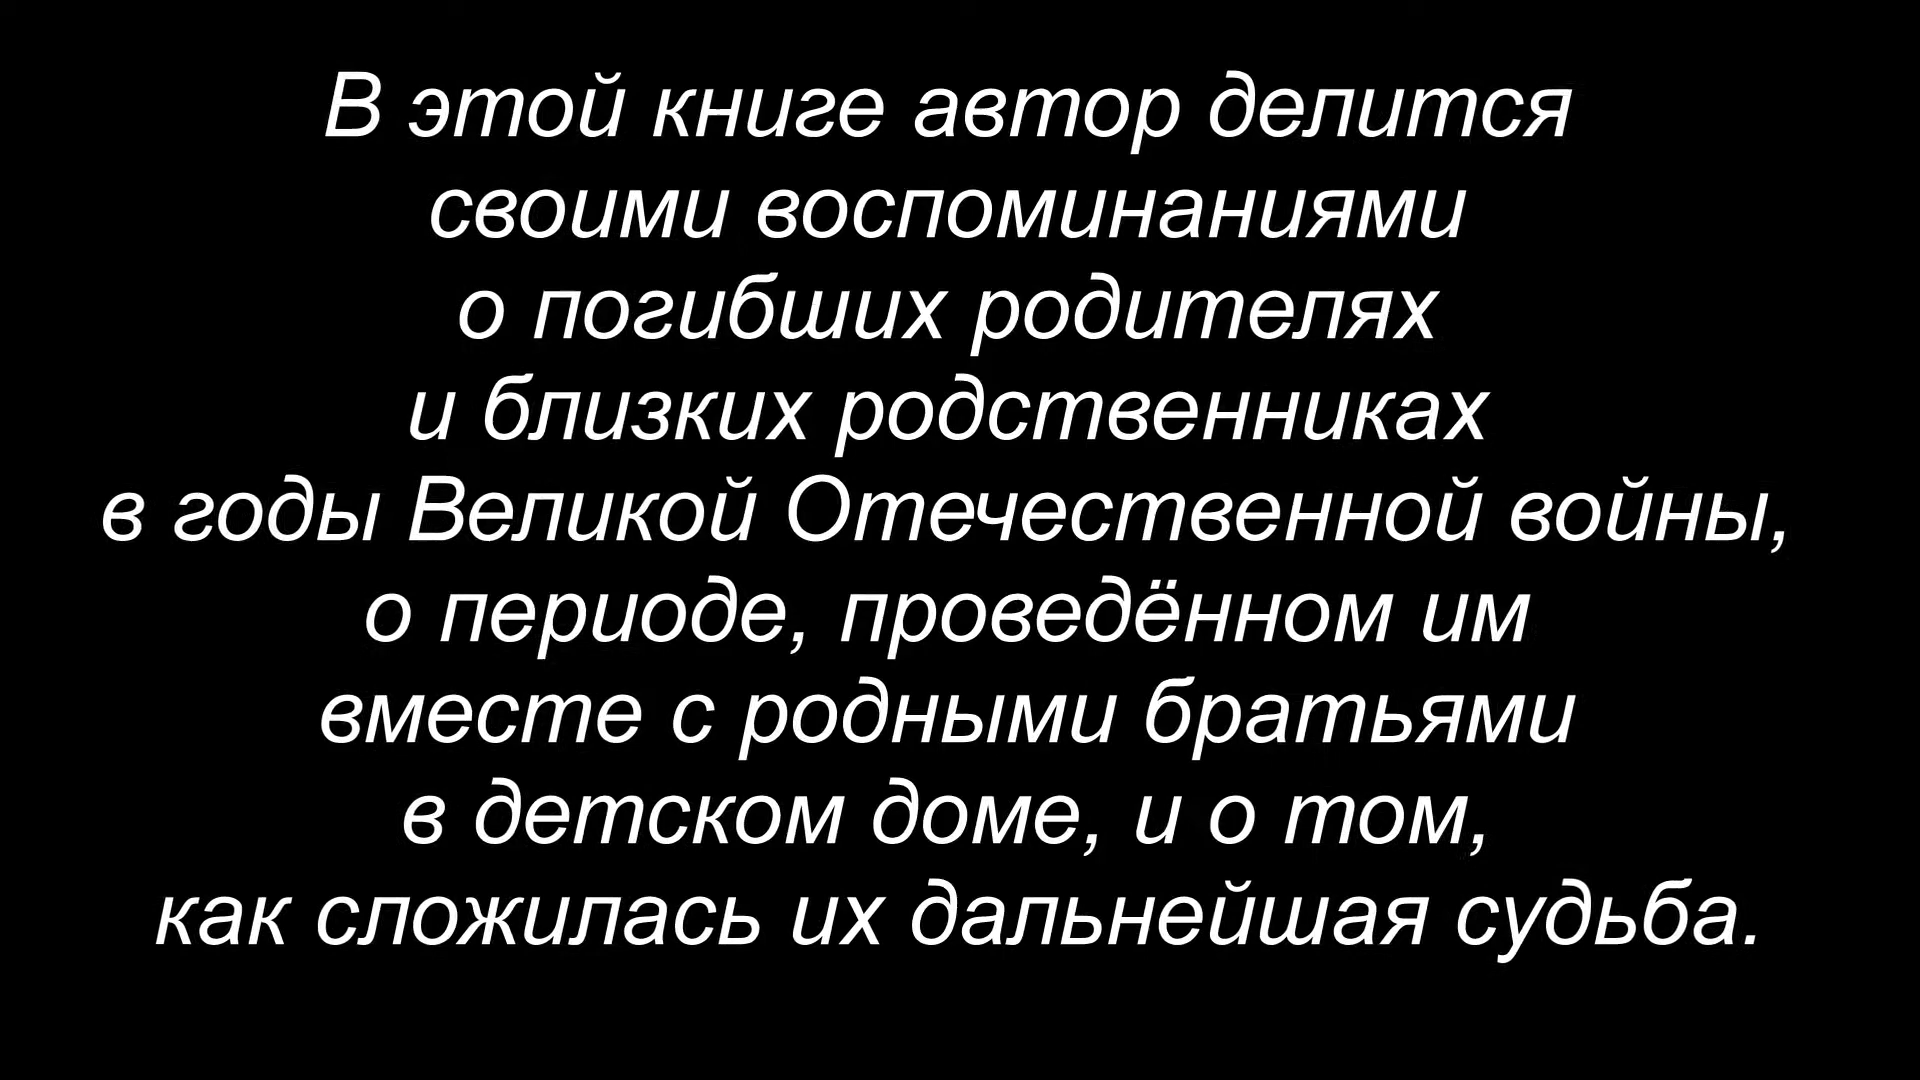 В этой книге автор делится
своими воспоминаниями
о погибших родителях
и близких родственниках
в годы Великой Отечественной войны,
о периоде, проведённом им
вместе с родными братьями
в детском доме, и о том,
как сложилась их дальнейшая судьба.